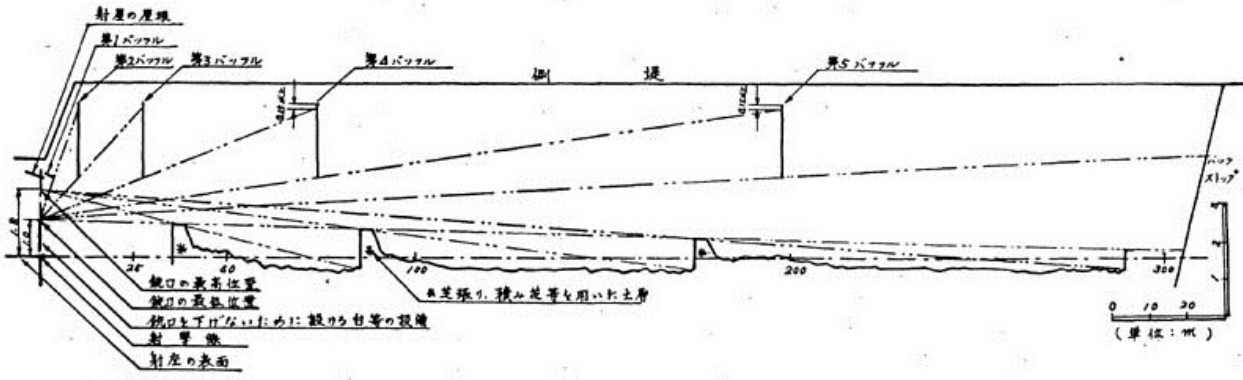 射屋の屋根
第1バッフル
第2バッフル
第3バッフル
第4バッフル
側　堤
第5バッフル
バック
ストップ
25
60
100
200
300
銃口の最高位置
銃口の最低位置
銃口を下げないために設ける台等の設備
射撃線
射座の表面
*芝張り、積み芝等を用いた土層
0 10 20
(単位:m)